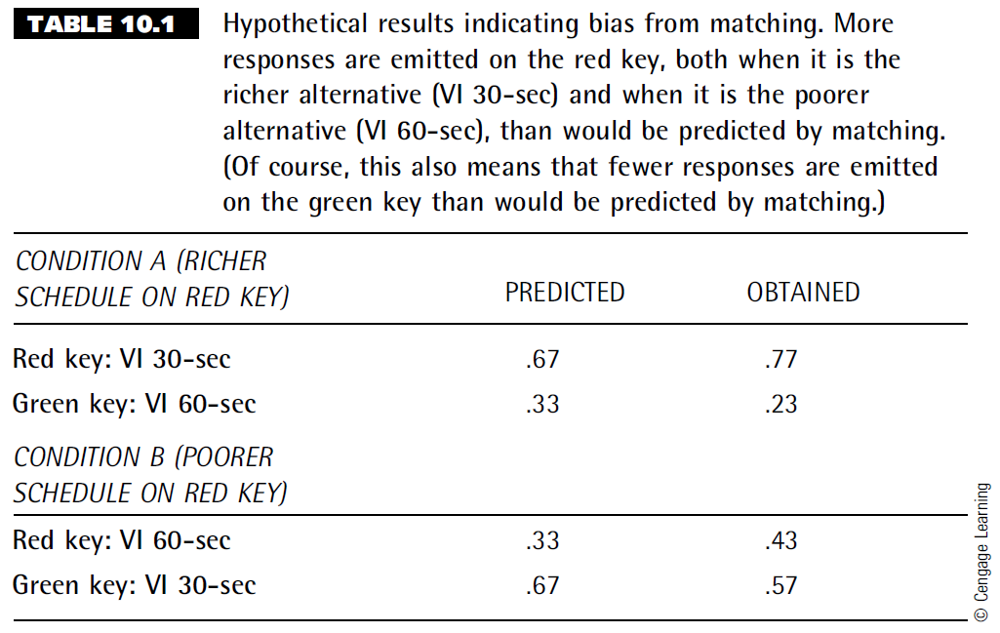 TABLE 10.1
Hypothetical results indicating bias from matching. More
responses are emitted on the red key, both when it is the
richer alternative (VI 30-sec) and when it is the poorer
alternative (VI 60-sec), than would be predicted by matching.
(Of course, this also means that fewer responses are emitted
on the green key than would be predicted by matching.)
CONDITION A (RICHER
SCHEDULE ON RED KEY) PREDICTED OBTAINED
Red key: VI 30-sec .67 .77
Green key: VI 60-sec .33 .23
CONDITION B (POORER
SCHEDULE ON RED KEY)
Red key: VI 60-sec .33 .43
Green key: VI 30-sec .67 .57
© Cengage Learning